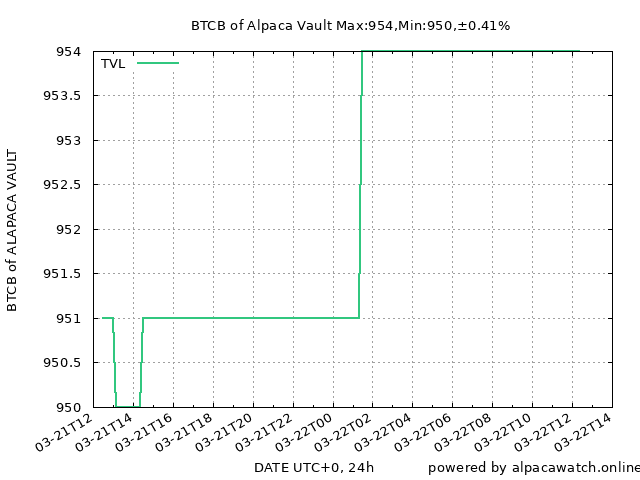 BTCB of Alpaca Vault Max:954,Min:950,±0.41%
TVL
954
953.5
953
952.5
952
951.5
951
950.5
950
BTCB of ALAPACA VAULT
03-21T12
03-21T14
03-21T16
03-21T18
03-21T20
03-21T22
03-22T00
03-22T02
03-22T04
03-22T06
03-22T08
03-22T10
03-22T12
03-22T14
DATE UTC+0, 24h
powered by alpacawatch.online